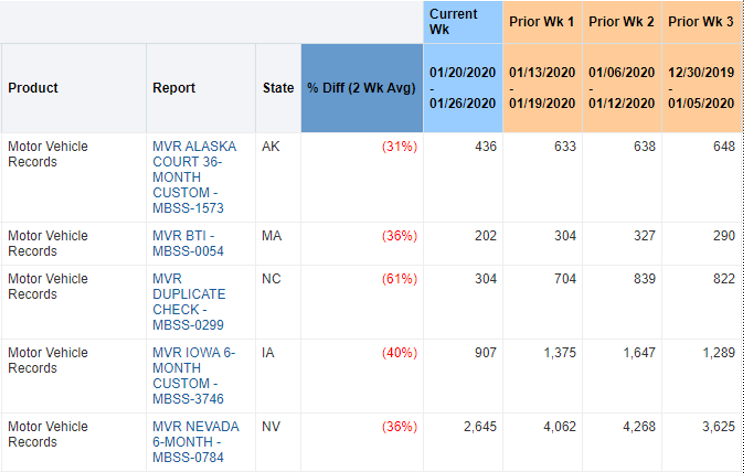 Current Wk Prior Wk 1 Prior Wk 2 Prior Wk 3
Product Report State % Diff (2 Wk Avg) 01/20/2020 - 01/26/2020 01/13/2020 - 01/19/2020 01/06/2020 - 01/12/2020 12/30/2019 - 01/05/2020
Motor Vehicle Records MVR ALASKA COURT 36-MONTH CUSTOM - MBSS-1573 AK (31%) 436 633 638 648
Motor Vehicle Records MVR BTI - MBSS-0054 MA (36%) 202 304 327 290
Motor Vehicle Records MVR DUPLICATE CHECK - MBSS-0299 NC (61%) 304 704 839 822
Motor Vehicle Records MVR IOWA 6-MONTH CUSTOM - MBSS-3746 IA (40%) 907 1,375 1,647 1,289
Motor Vehicle Records MVR NEVADA 6-MONTH - MBSS-0784 NV (36%) 2,645 4,062 4,268 3,625